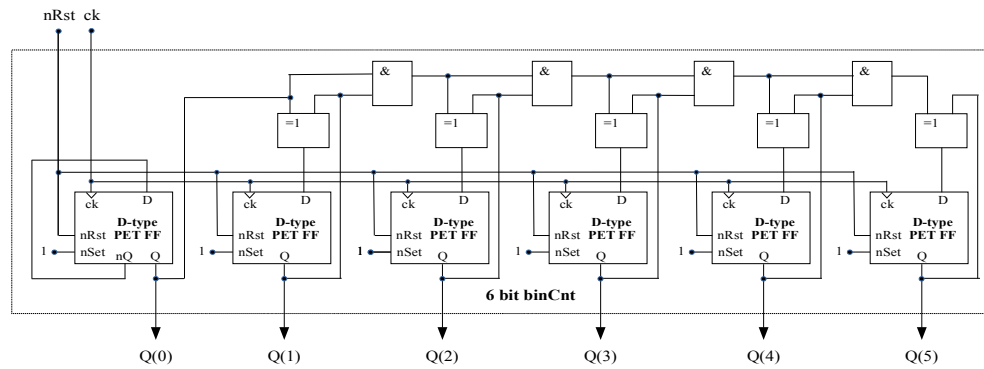 nRst ck
& & & &
=1 =1 =1 =1 =1
ck D ck D ck D ck D ck D ck D
D-type D-type D-type D-type D-type D-type
PET FF PET FF PET FF PET FF PET FF PET FF
nRst nRst nRst nRst nRst nRst
1 nSet 1 nSet 1 nSet 1 nSet 1 nSet 1 nSet
nQ Q Q Q Q Q Q
6 bit binCnt
Q(0) Q(1) Q(2) Q(3) Q(4) Q(5)